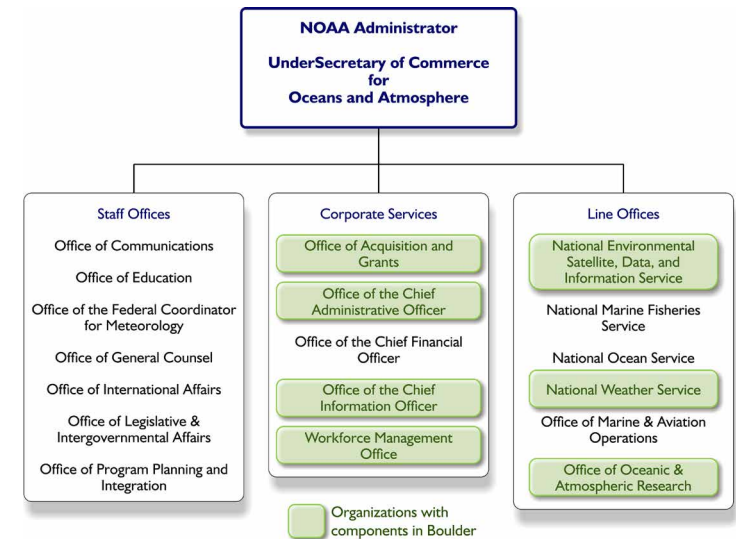 NOAA Administrator
UnderSecretary of Commerce
for
Oceans and Atmosphere
Staff Offices
Office of Communications
Office of Education
Office of the Federal Coordinator
for Meteorology
Office of General Counsel
Office of International Affairs
Office of Legislative &
Intergovernmental Affairs
Office of Program Planning and
Integration
Corporate Services
Office of Acquisition and
Grants
Office of the Chief
Administrative Officer
Office of the Chief Financial
Officer
Office of the Chief
Information Officer
Workforce Management
Office
Line Offices
National Environmental
Satellite, Data, and
Information Service
National Marine Fisheries
Service
National Ocean Service
National Weather Service
Office of Marine & Aviation
Operations
Office of Oceanic &
Atmospheric Research
Organizations with
components in Boulder